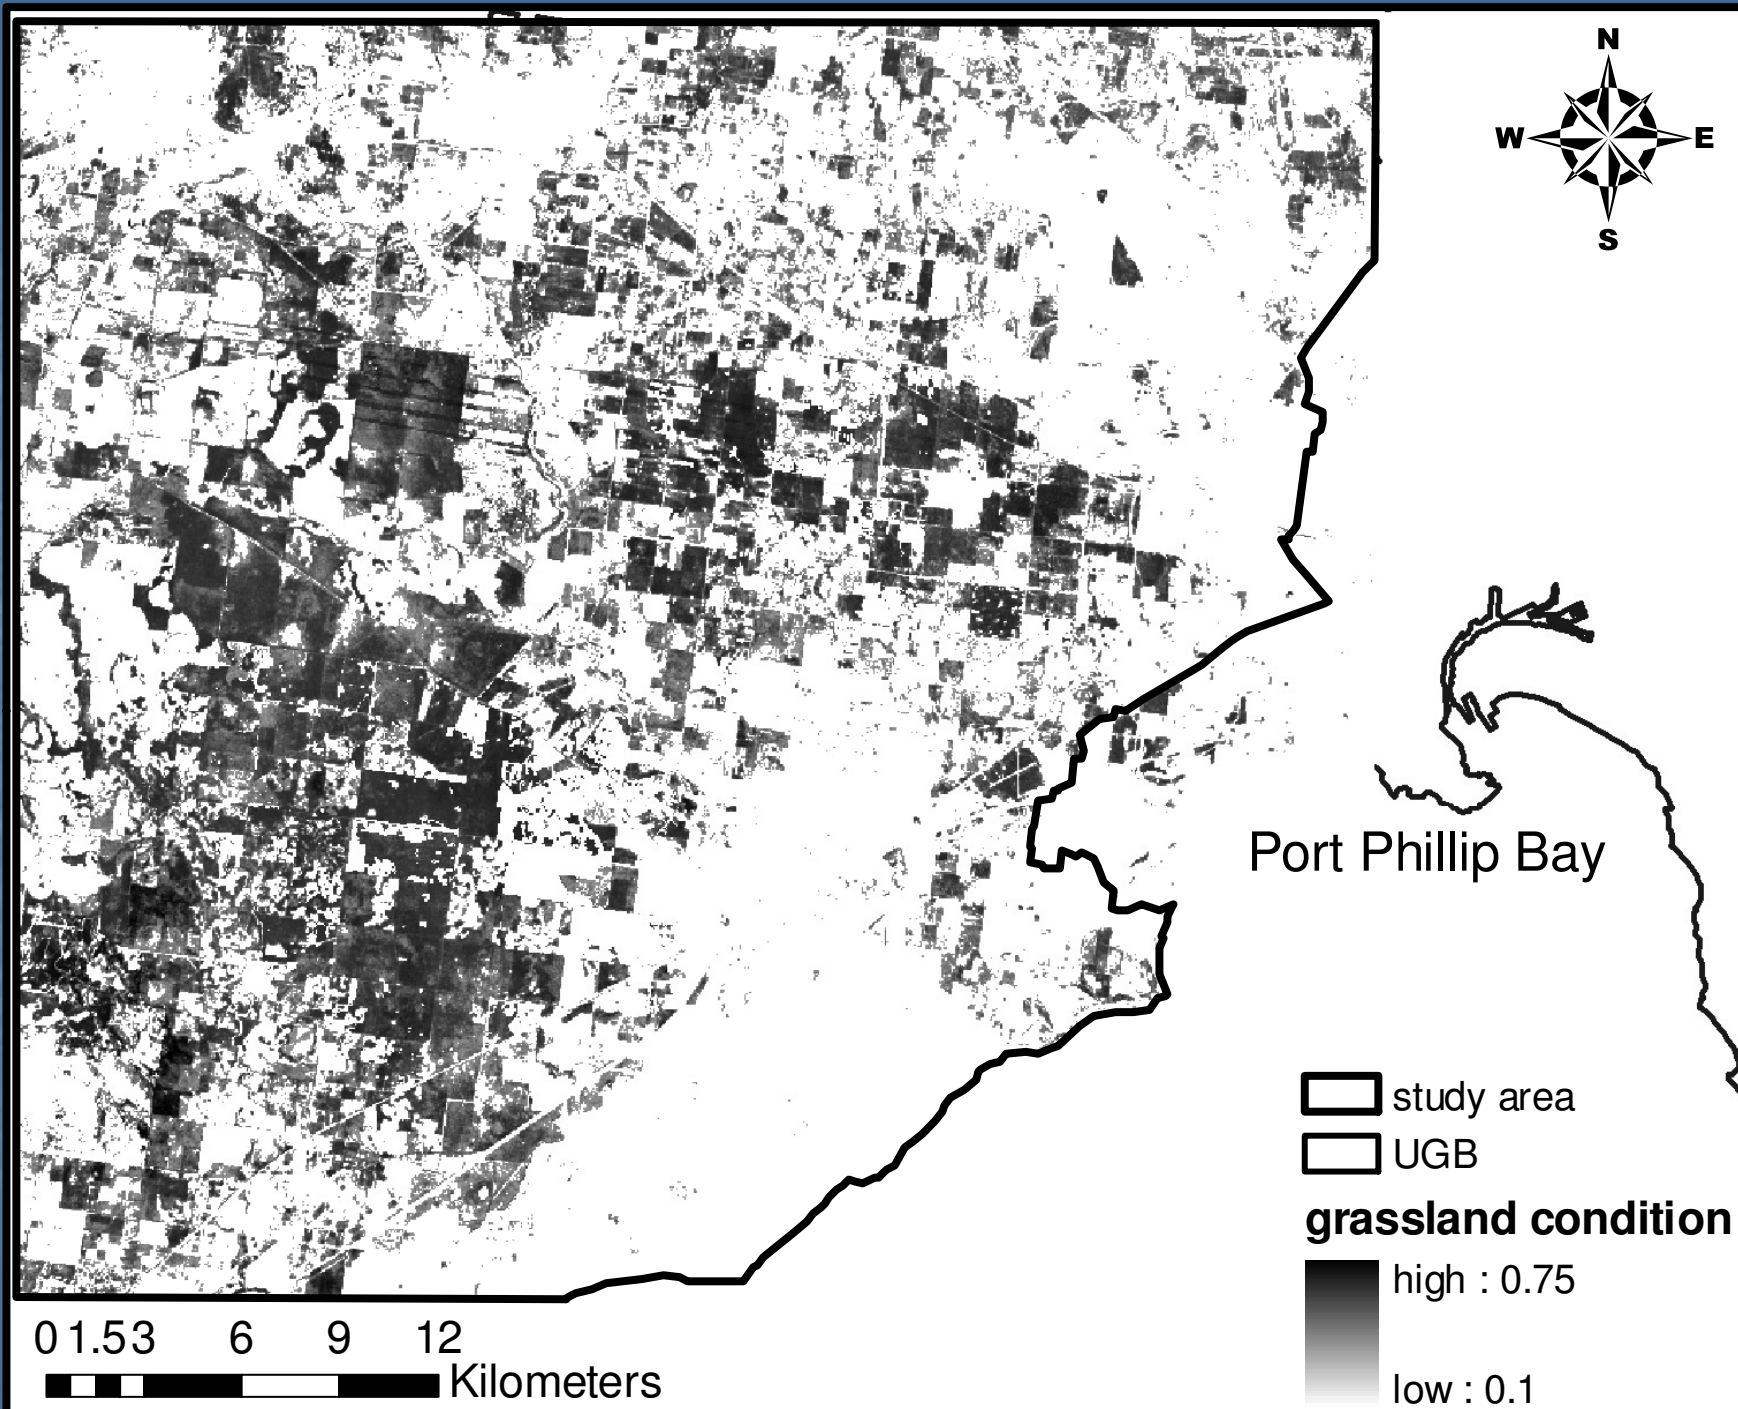 N
W E
S
Port Phillip Bay
study area
UGB
grassland condition
high : 0.75
low : 0.1
0 1.5 3 6 9 12
Kilometers